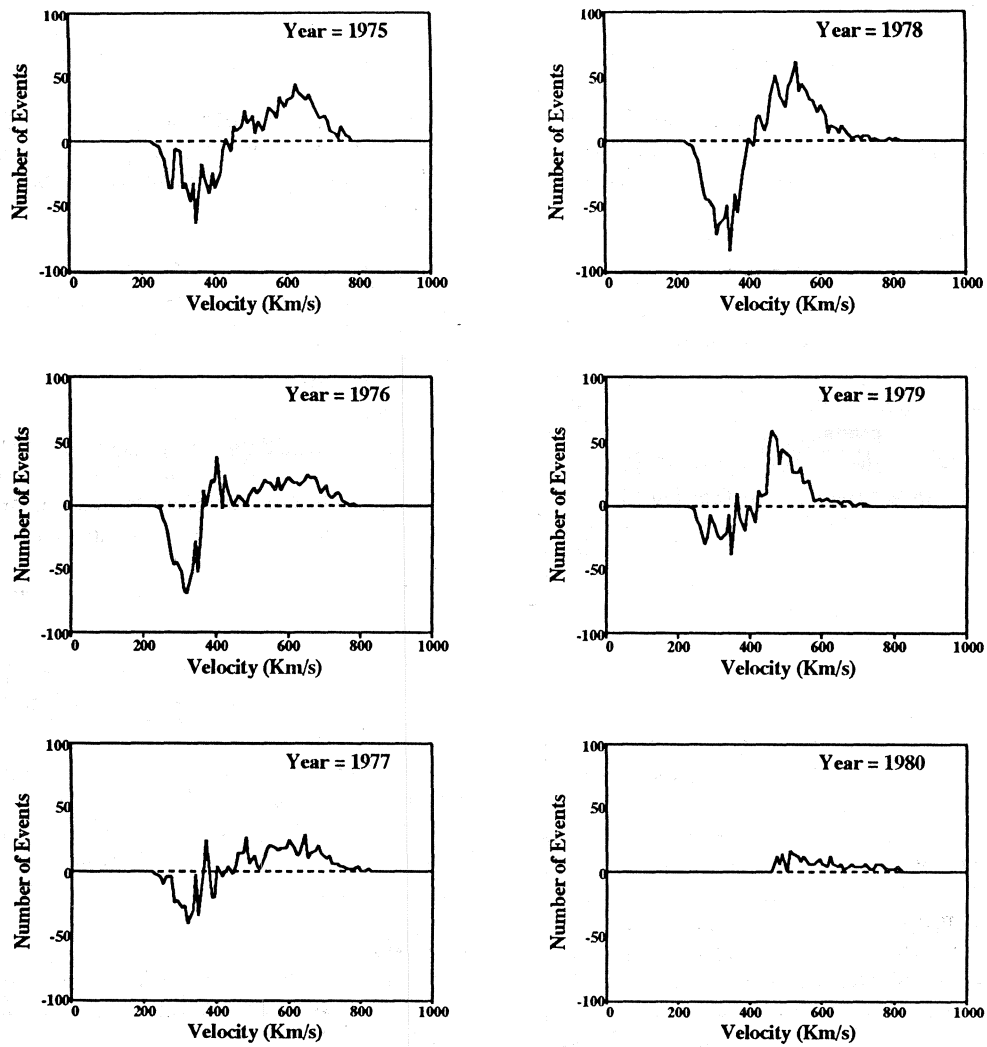 Year = 1975
Number of Events
100
50
0
-50
-100
0 200 400 600 800 1000
Velocity (Km/s)
Year = 1978
Number of Events
100
50
0
-50
-100
0 200 400 600 800 1000
Velocity (Km/s)
Year = 1976
Number of Events
100
50
0
-50
-100
0 200 400 600 800 1000
Velocity (Km/s)
Year = 1979
Number of Events
100
50
0
-50
-100
0 200 400 600 800 1000
Velocity (Km/s)
Year = 1977
Number of Events
100
50
0
-50
-100
0 200 400 600 800 1000
Velocity (Km/s)
Year = 1980
Number of Events
100
50
0
-50
-100
0 200 400 600 800 1000
Velocity (Km/s)